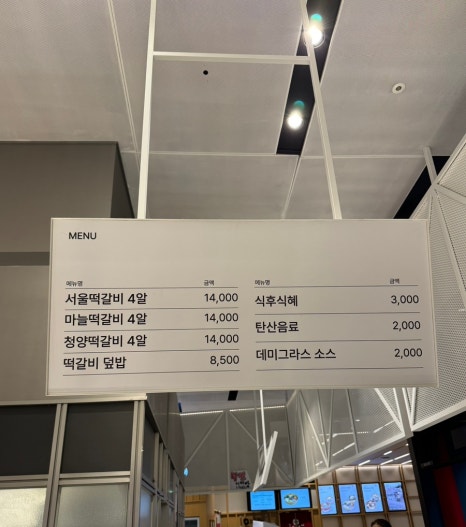 MENU
메뉴명 금액
서울떡갈비 4알 14,000
마늘떡갈비 4알 14,000
청양떡갈비 4알 14,000
떡갈비 덮밥 8,500
메뉴명 금액
식후식혜 3,000
탄산음료 2,000
데미그라스 소스 2,000